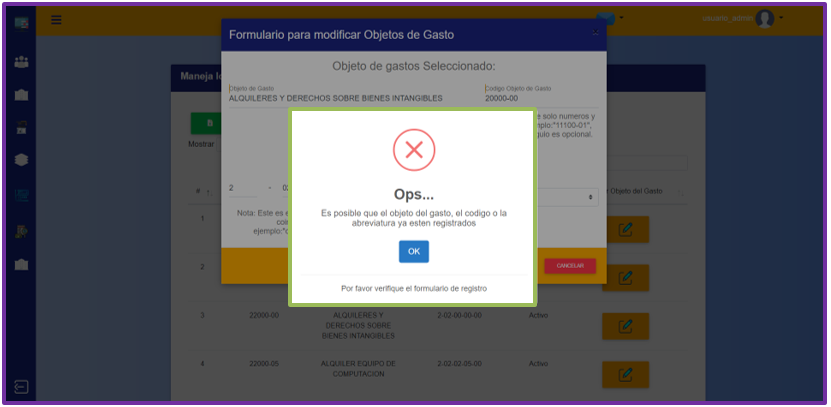 usuario_admin
Formulario para modificar Objetos de Gasto
Maneja
Objeto de gastos Seleccionado:
Objeto de Gasto
Codigo Objeto de Gasto
ALQUILERES Y DERECHOS SOBRE BIENES INTANGIBLES
20000-00
e solo numeros y
mplo:"11100-01",
quio es opcional.
Mostrar
Ops...
Es posible que el objeto del gasto, el codigo o la
abreviatura ya esten registrados
OK
Por favor verifique el formulario de registro
2 - 02
Nota: Este es
ejemplo:"c
CANCELAR
#
Objeto del Gasto
1
2
3
22000-00
ALQUILERES Y
DERECHOS SOBRE
BIENES INTANGIBLES
2-02-00-00-00
Activo
4
22000-05
ALQUILER EQUIPO DE
COMPUTACION
2-02-02-05-00
Activo